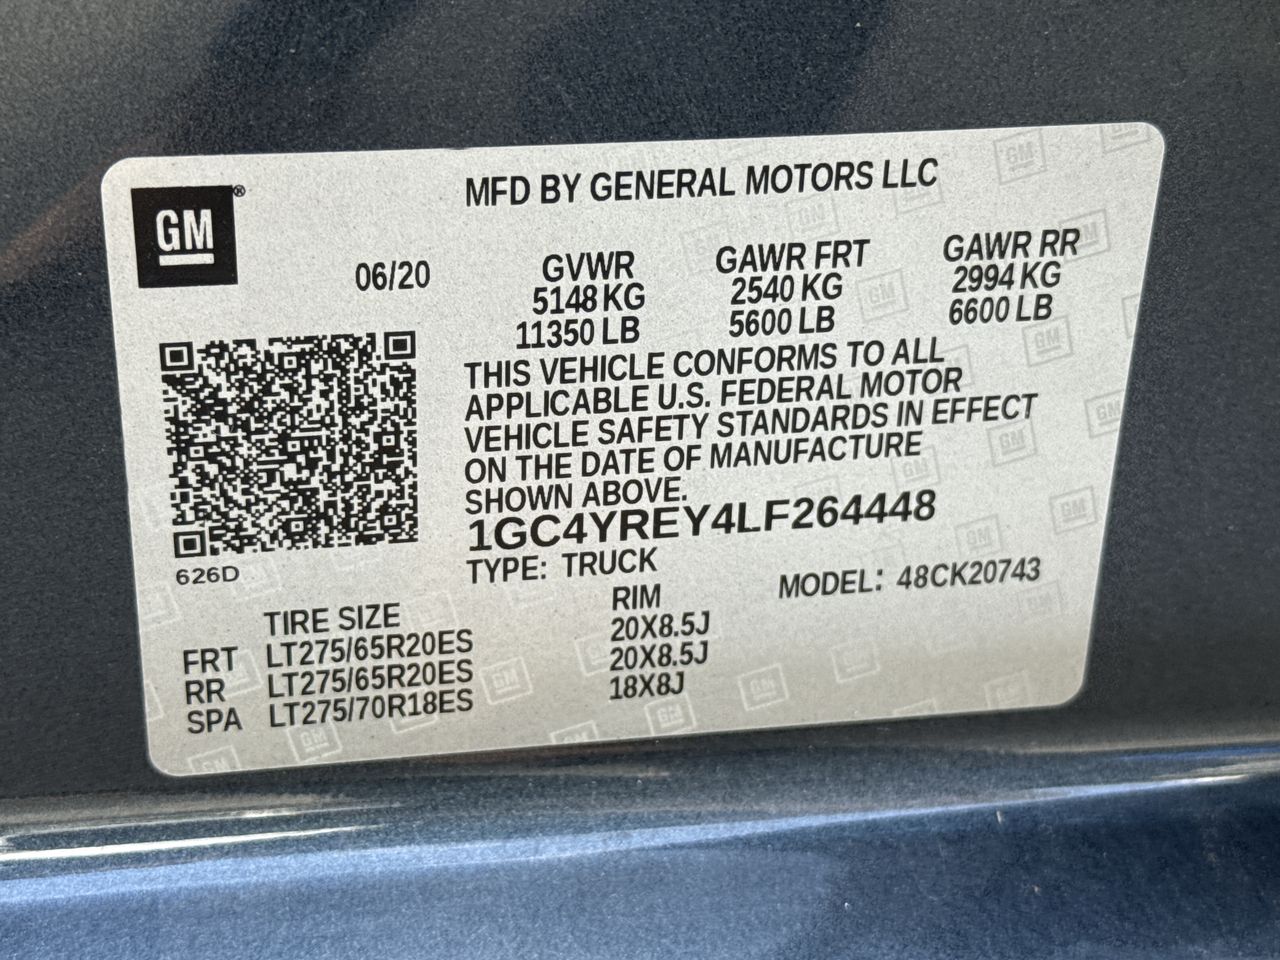 GM®
MFD BY GENERAL MOTORS LLC
06/20
GVWR GAWR FRT GAWR RR
5148 KG 2540 KG 2994 KG
11350 LB 5600 LB 6600 LB
THIS VEHICLE CONFORMS TO ALL
APPLICABLE U.S. FEDERAL MOTOR
VEHICLE SAFETY STANDARDS IN EFFECT
ON THE DATE OF MANUFACTURE
SHOWN ABOVE.
1GC4YREY4LF264448
626D
TYPE: TRUCK MODEL: 48CK20743
TIRE SIZE RIM
FRT LT275/65R20ES 20X8.5J
RR LT275/65R20ES 20X8.5J
SPA LT275/70R18ES 18X8J